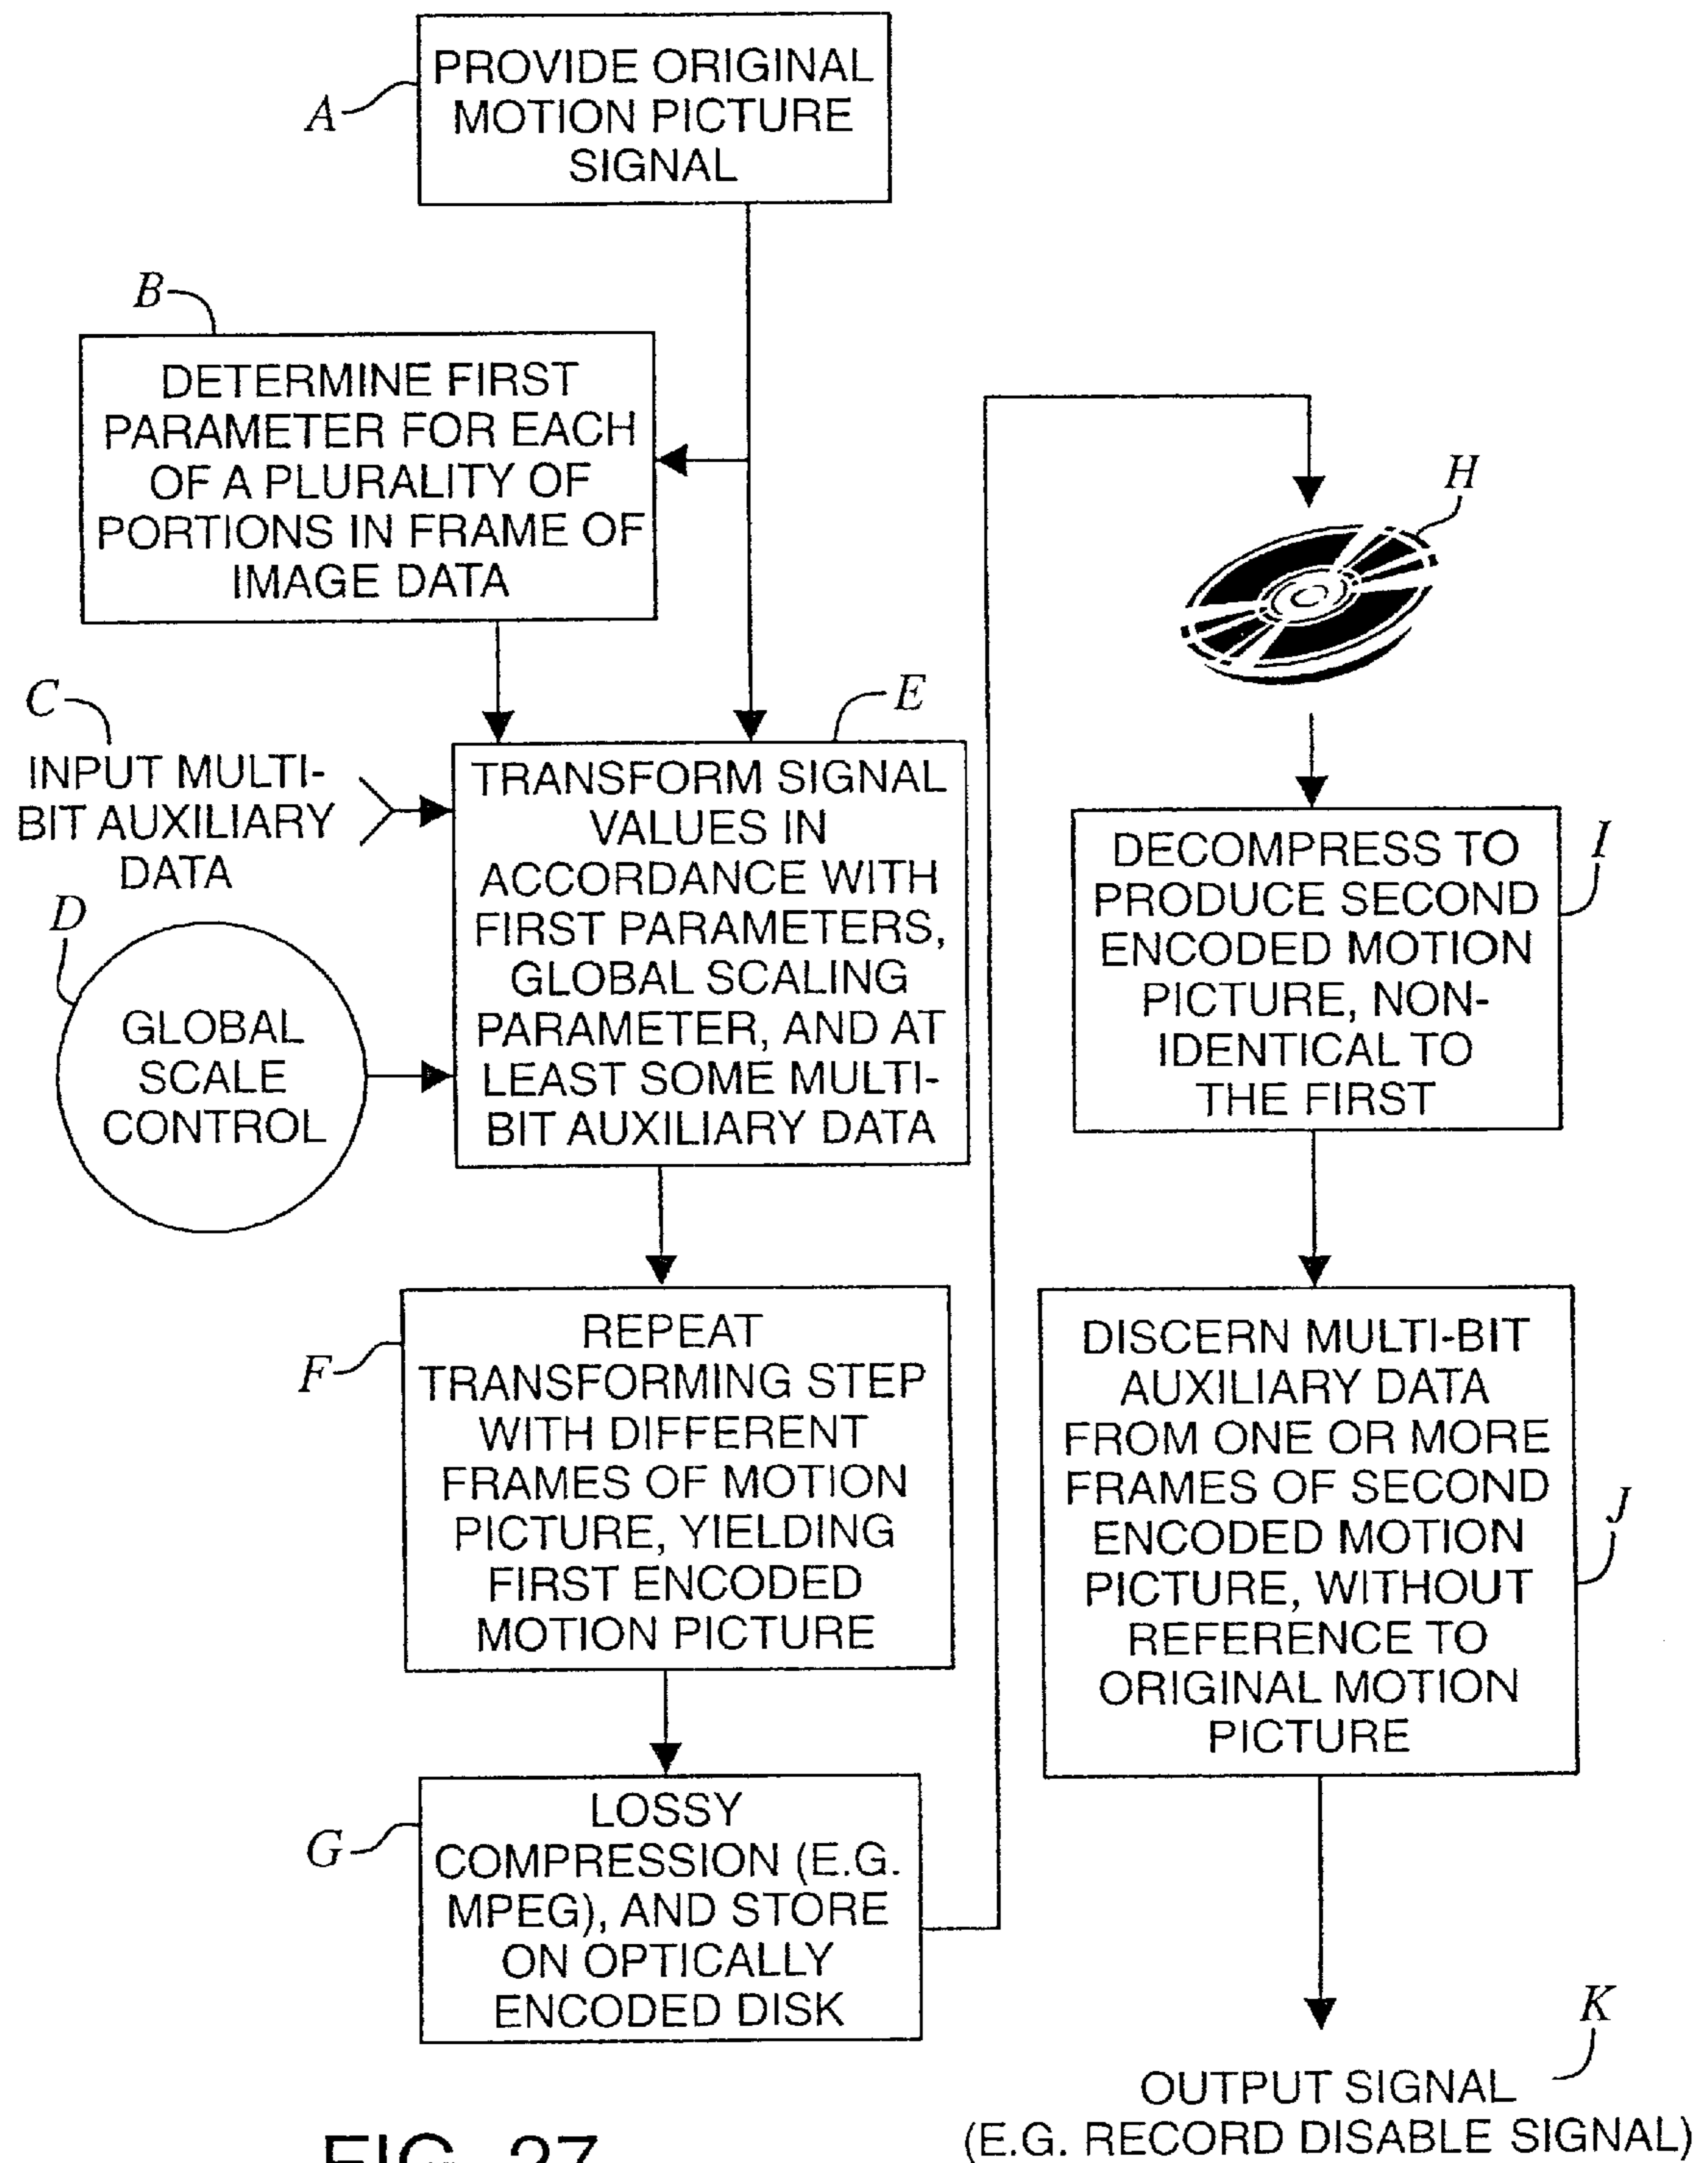 PROVIDE ORIGINAL
MOTION PICTURE
SIGNAL
A
B
DETERMINE FIRST
PARAMETER FOR EACH
OF A PLURALITY OF
PORTIONS IN FRAME OF
IMAGE DATA
C
INPUT MULTI-
BIT AUXILIARY
DATA
D
GLOBAL
SCALE
CONTROL
E
TRANSFORM SIGNAL
VALUES IN
ACCORDANCE WITH
FIRST PARAMETERS,
GLOBAL SCALING
PARAMETER, AND AT
LEAST SOME MULTI-
BIT AUXILIARY DATA
F
REPEAT
TRANSFORMING STEP
WITH DIFFERENT
FRAMES OF MOTION
PICTURE, YIELDING
FIRST ENCODED
MOTION PICTURE
G
LOSSY
COMPRESSION (E.G.
MPEG), AND STORE
ON OPTICALLY
ENCODED DISK
H
I
DECOMPRESS TO
PRODUCE SECOND
ENCODED MOTION
PICTURE, NON-
IDENTICAL TO
THE FIRST
J
DISCERN MULTI-BIT
AUXILIARY DATA
FROM ONE OR MORE
FRAMES OF SECOND
ENCODED MOTION
PICTURE, WITHOUT
REFERENCE TO
ORIGINAL MOTION
PICTURE
K
OUTPUT SIGNAL
(E.G. RECORD DISABLE SIGNAL)
FIG. 27